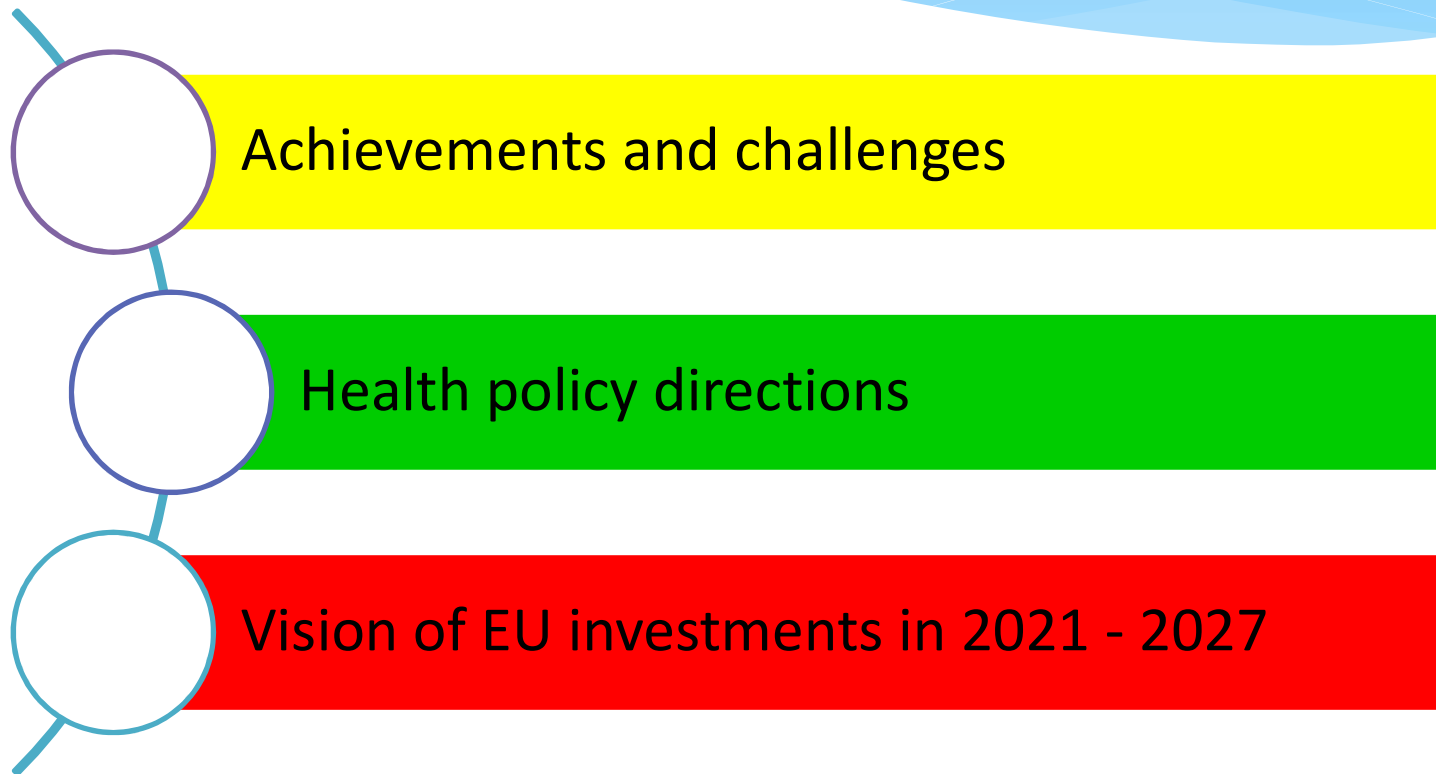 Achievements and challenges
Health policy directions
Vision of EU investments in 2021 - 2027